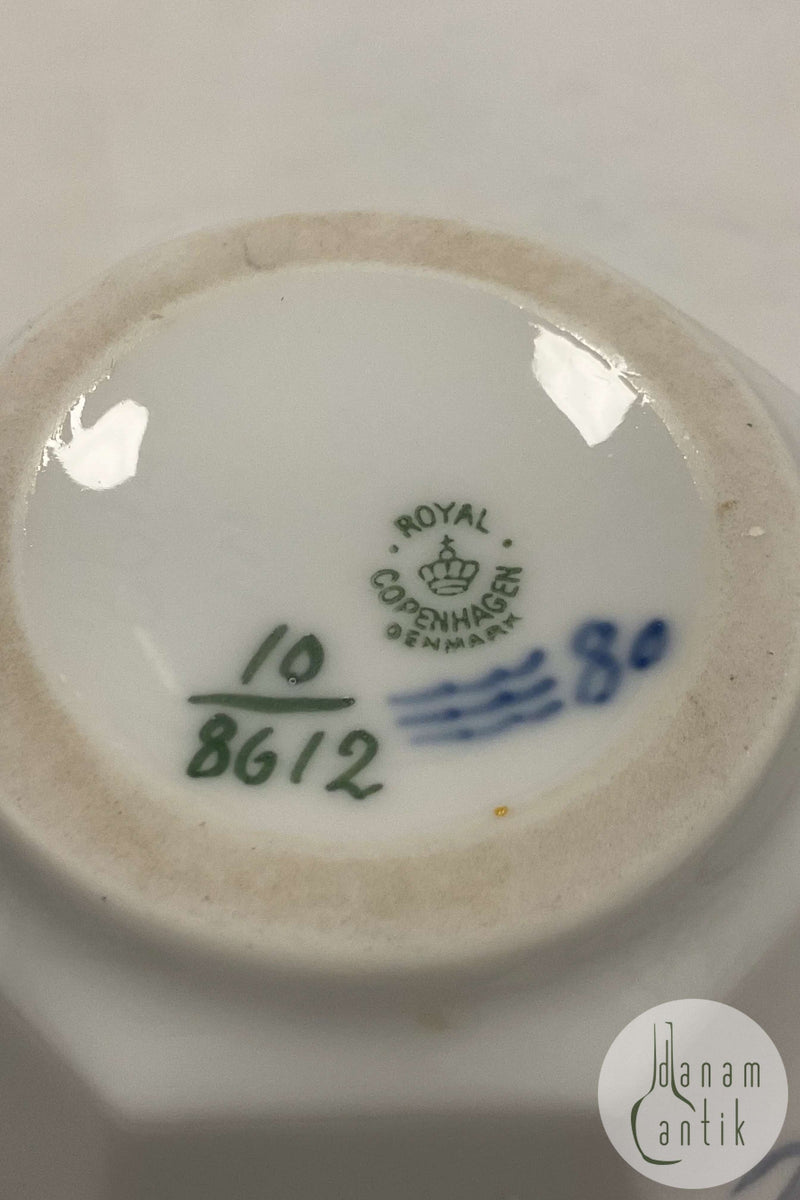 ROYAL
COPENHAGEN
DENMARK
10
8612
80
danam
antik